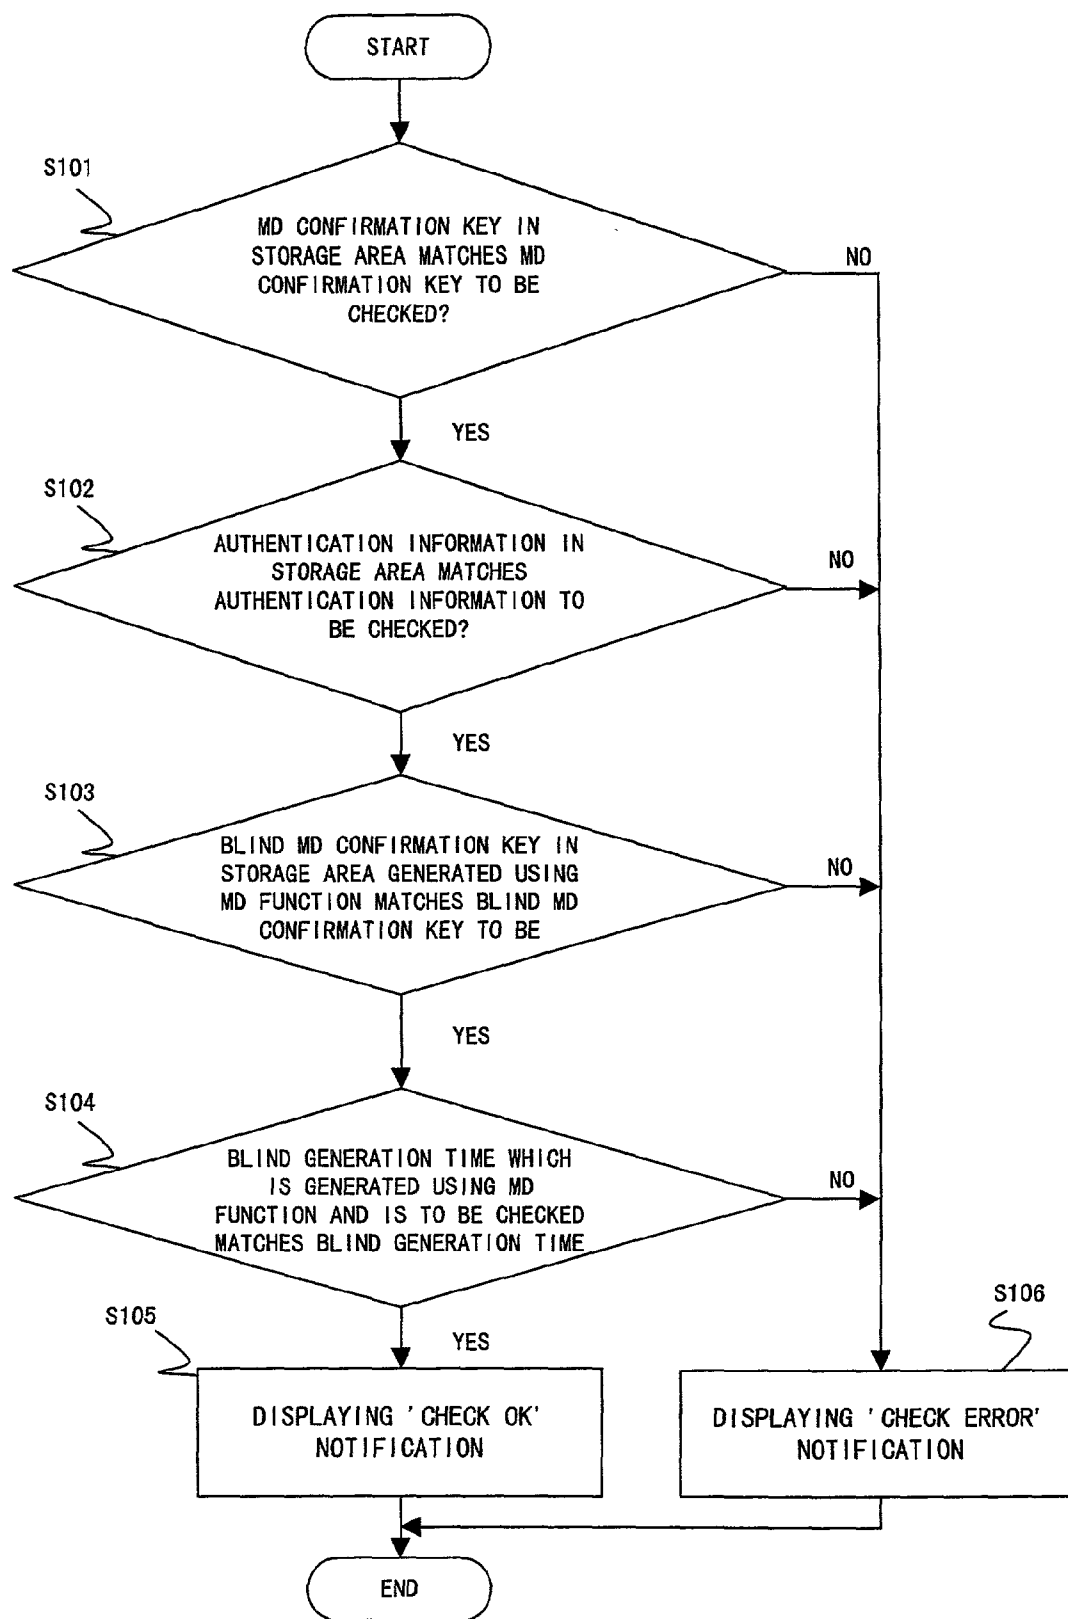 START
S101
MD CONFIRMATION KEY IN
STORAGE AREA MATCHES MD
CONFIRMATION KEY TO BE
CHECKED?
NO
YES
S102
AUTHENTICATION INFORMATION IN
STORAGE AREA MATCHES
AUTHENTICATION INFORMATION TO
BE CHECKED?
NO
YES
S103
BLIND MD CONFIRMATION KEY IN
STORAGE AREA GENERATED USING
MD FUNCTION MATCHES BLIND MD
CONFIRMATION KEY TO BE
NO
YES
S104
BLIND GENERATION TIME WHICH
IS GENERATED USING MD
FUNCTION AND IS TO BE CHECKED
MATCHES BLIND GENERATION TIME
NO
YES
S105
DISPLAYING 'CHECK OK'
NOTIFICATION
S106
DISPLAYING 'CHECK ERROR'
NOTIFICATION
END